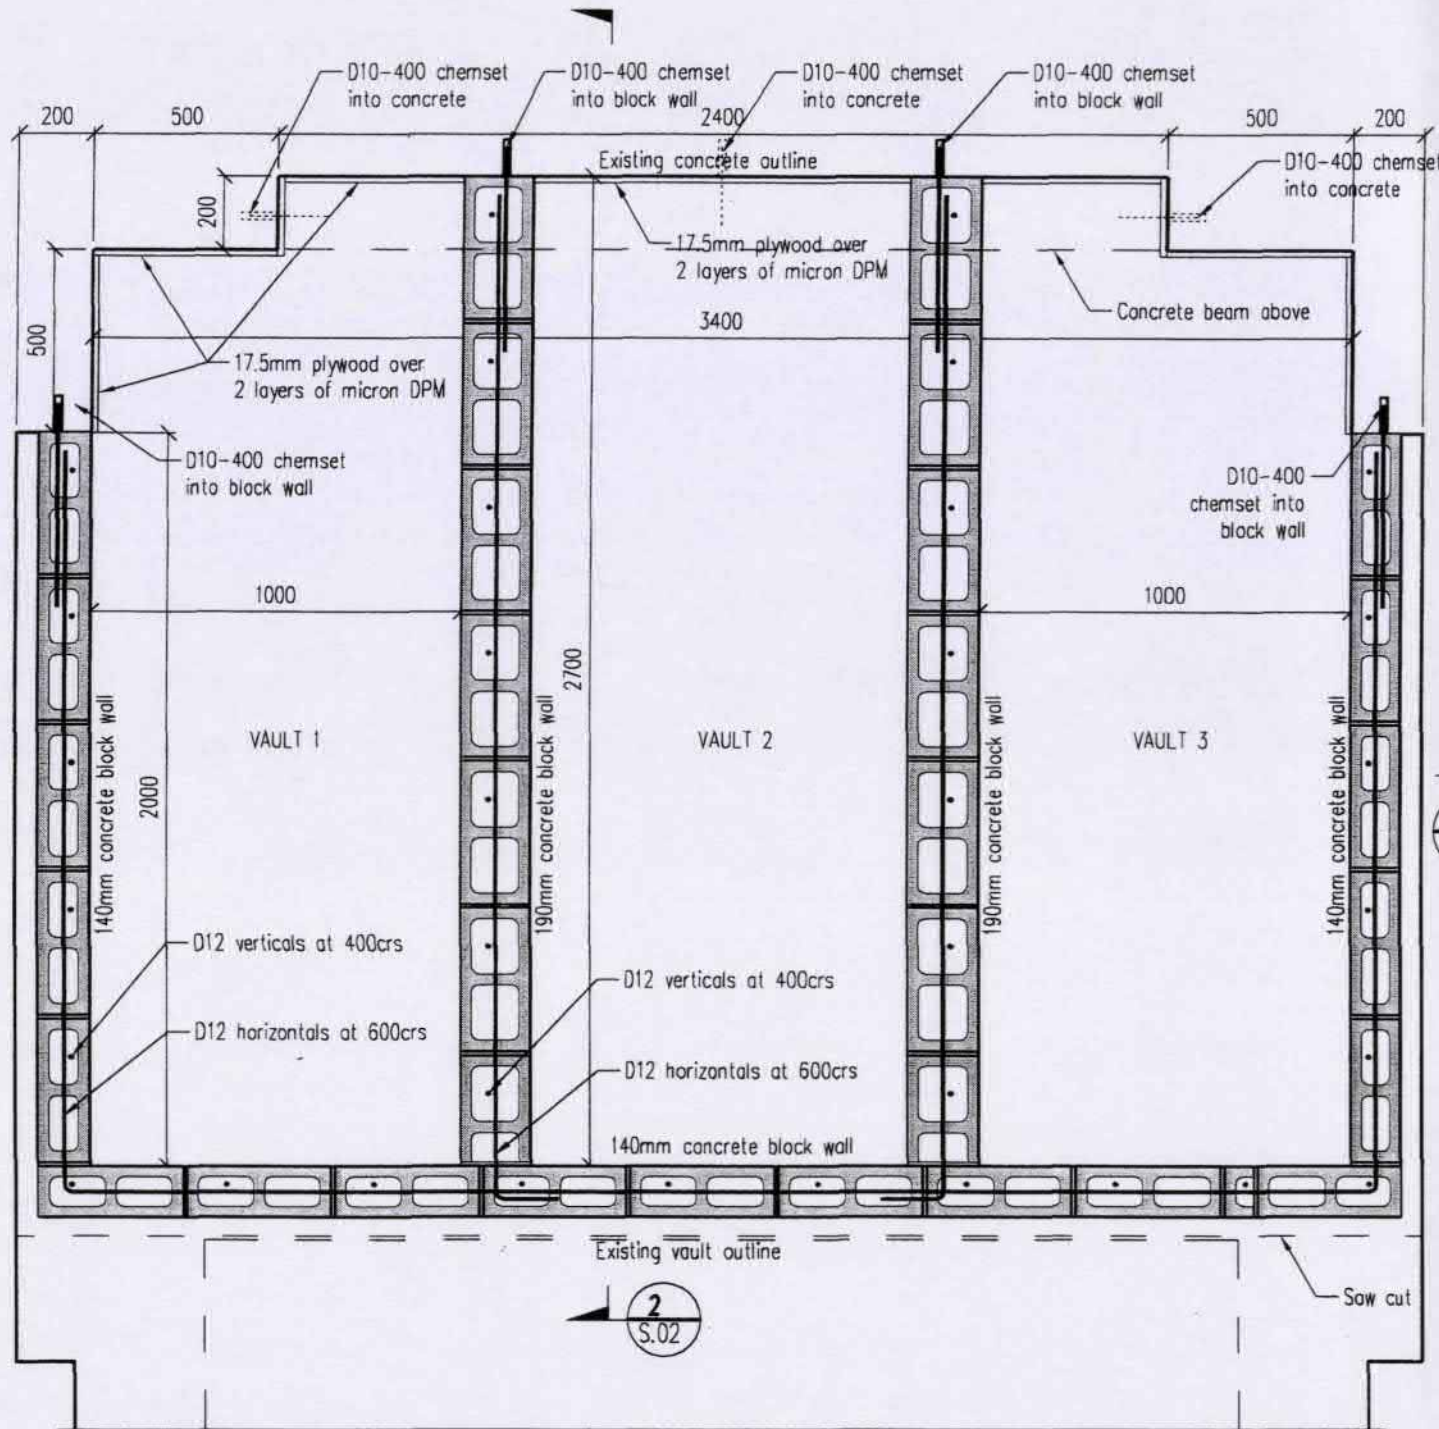 D10-400 chemset
into concrete
D10-400 chemset
into block wall
D10-400 chemset
into concrete
D10-400 chemset
into block wall
200
500
2400
500
200
Existing concrete outline
D10-400 chemset
into concrete
200
17.5mm plywood over
2 layers of micron DPM
Concrete beam above
3400
500
17.5mm plywood over
2 layers of micron DPM
D10-400 chemset
into block wall
D10-400
chemset into
block wall
1000
1000
2700
140mm concrete block wall
VAULT 1
2000
190mm concrete block wall
VAULT 2
190mm concrete block wall
VAULT 3
140mm concrete block wall
D12 verticals at 400crs
D12 verticals at 400crs
D12 horizontals at 600crs
D12 horizontals at 600crs
140mm concrete block wall
Existing vault outline
Saw cut
2
S.02